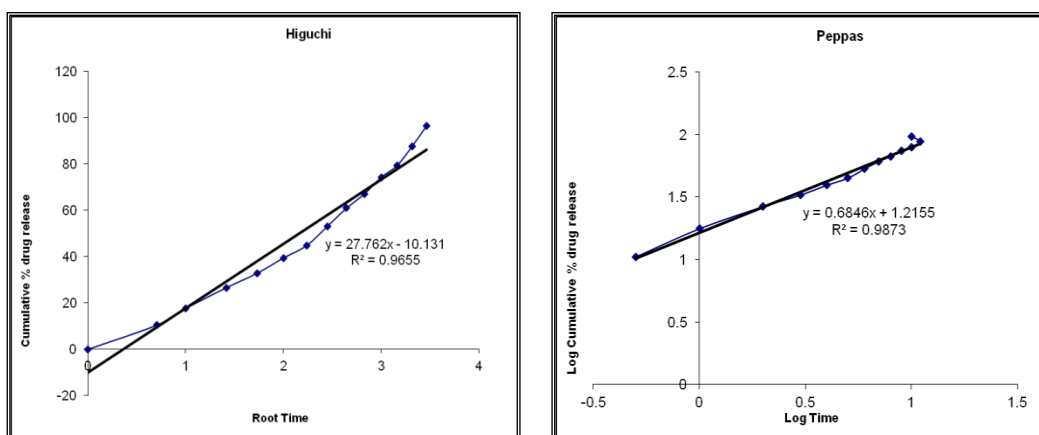 Higuchi
120
100
80
60
40
20
0
-20
0
1
2
3
4
Cumulative % drug release
Root Time
y = 27.762x - 10.131
R² = 0.9655
Peppas
2.5
2
1.5
1
0.5
0
-0.5
0
0.5
1
1.5
Log Cumulative % drug release
Log Time
y = 0.6846x + 1.2155
R² = 0.9873